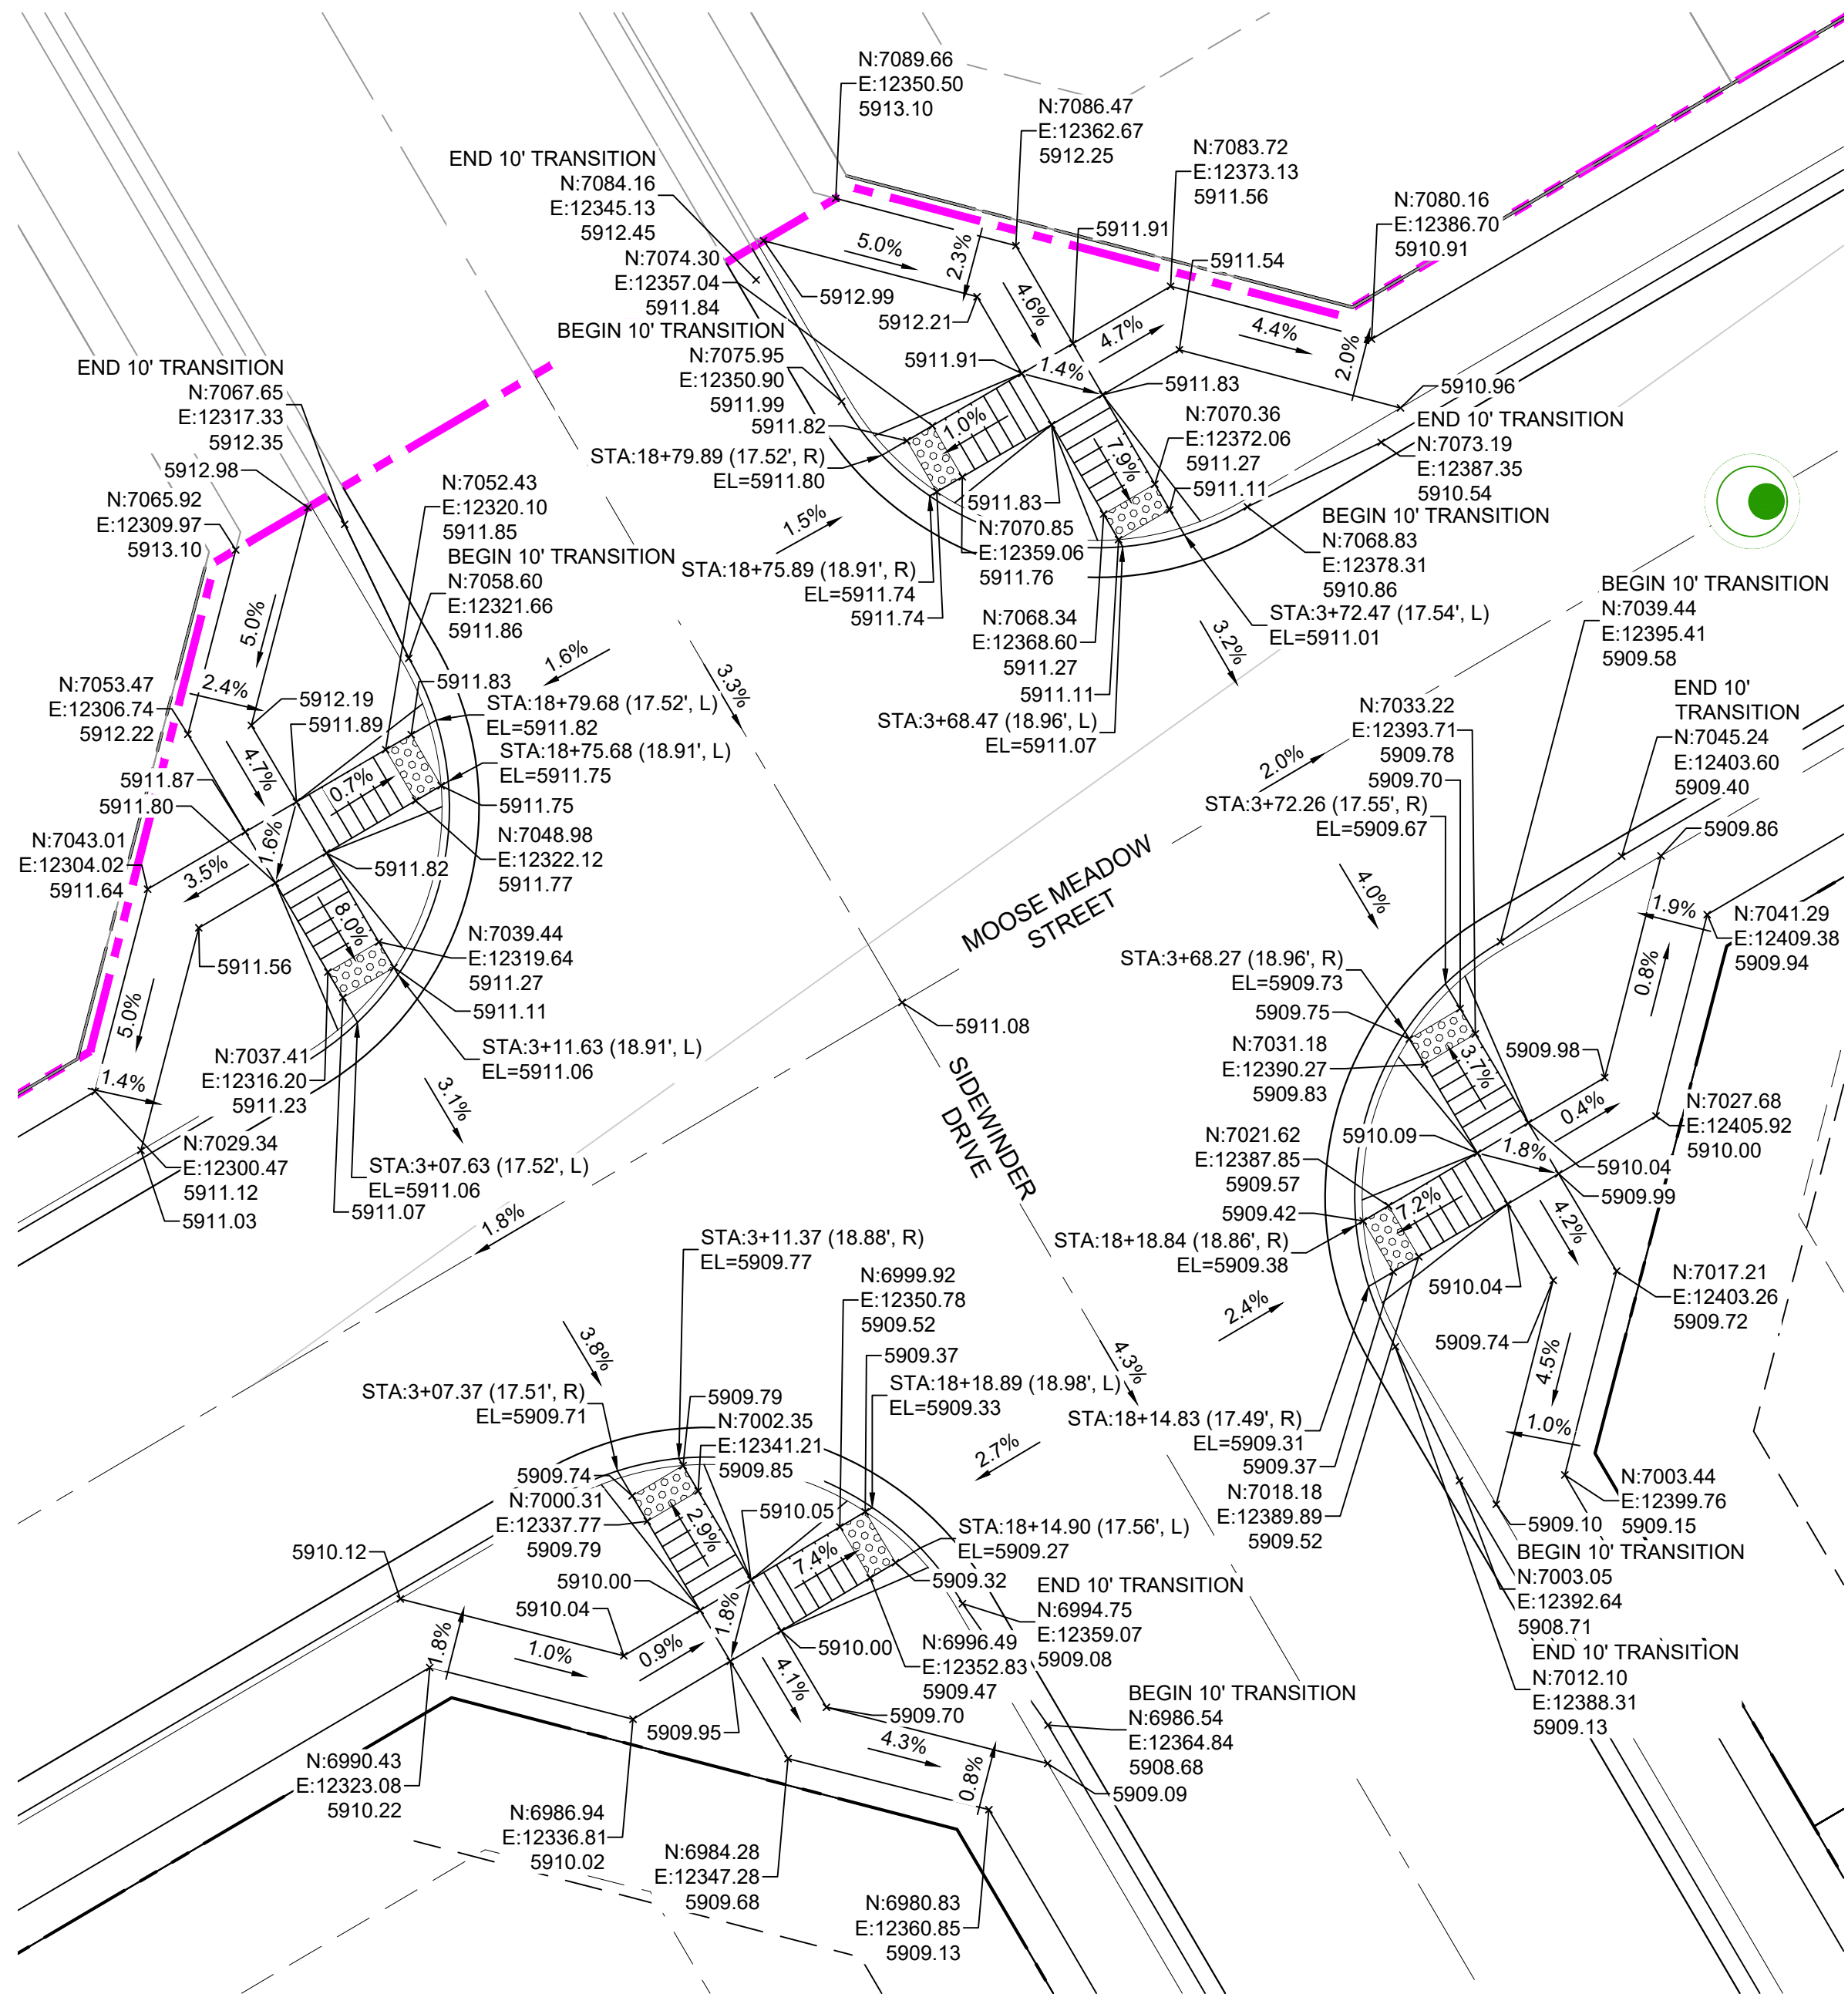 N:7089.66
E:12350.50
5913.10
N:7086.47
E:12362.67
5912.25
N:7083.72
E:12373.13
5911.56
N:7080.16
E:12386.70
5910.91
END 10' TRANSITION
N:7084.16
E:12345.13
5912.45
N:7074.30
E:12357.04
5911.84
BEGIN 10' TRANSITION
N:7075.95
E:12350.90
5911.99
5911.82
STA:18+79.89 (17.52', R)
EL=5911.80
5.0%
2.3%
5911.91
5911.54
5912.99
5912.21
4.6%
4.7%
4.4%
2.0%
5911.91
1.4%
5911.83
5910.96
1.0%
7.9%
N:7070.36
E:12372.06
5911.27
5911.11
END 10' TRANSITION
N:7073.19
E:12387.35
5910.54
BEGIN 10' TRANSITION
N:7068.83
E:12378.31
5910.86
5911.83
N:7070.85
E:12359.06
5911.76
1.5%
STA:18+75.89 (18.91', R)
EL=5911.74
5911.74
N:7068.34
E:12368.60
5911.27
5911.11
STA:3+68.47 (18.96', L)
EL=5911.07
STA:3+72.47 (17.54', L)
EL=5911.01
3.2%
END 10' TRANSITION
N:7067.65
E:12317.33
5912.35
5912.98
N:7065.92
E:12309.97
5913.10
N:7052.43
E:12320.10
5911.85
BEGIN 10' TRANSITION
N:7058.60
E:12321.66
5911.86
5.0%
1.6%
3.3%
N:7053.47
E:12306.74
5912.22
2.4%
5912.19
5911.89
5911.83
STA:18+79.68 (17.52', L)
EL=5911.82
STA:18+75.68 (18.91', L)
EL=5911.75
4.7%
5911.87
5911.80
0.7%
5911.75
N:7048.98
E:12322.12
5911.77
N:7043.01
E:12304.02
5911.64
1.6%
3.5%
5911.82
8.0%
5911.56
N:7039.44
E:12319.64
5911.27
5911.11
5.0%
1.4%
N:7037.41
E:12316.20
5911.23
STA:3+11.63 (18.91', L)
EL=5911.06
3.1%
N:7029.34
E:12300.47
5911.12
5911.03
STA:3+07.63 (17.52', L)
EL=5911.06
5911.07
1.8%
2.0%
MOOSE MEADOW
STREET
5911.08
SIDEWINDER
DRIVE
BEGIN 10' TRANSITION
N:7039.44
E:12395.41
5909.58
END 10'
TRANSITION
N:7045.24
E:12403.60
5909.40
N:7033.22
E:12393.71
5909.78
5909.70
STA:3+72.26 (17.55', R)
EL=5909.67
5909.86
4.0%
1.9%
N:7041.29
E:12409.38
5909.94
STA:3+68.27 (18.96', R)
EL=5909.73
5909.75
0.8%
N:7031.18
E:12390.27
5909.83
3.7%
5909.98
0.4%
N:7027.68
E:12405.92
5910.00
N:7021.62
E:12387.85
5909.57
5910.09
1.8%
5910.04
5909.99
5909.42
7.2%
4.2%
STA:18+18.84 (18.86', R)
EL=5909.38
5910.04
N:7017.21
E:12403.26
5909.72
2.4%
5909.74
4.5%
STA:18+14.83 (17.49', R)
EL=5909.31
5909.37
N:7018.18
E:12389.89
5909.52
1.0%
N:7003.44
E:12399.76
5909.15
5909.10
BEGIN 10' TRANSITION
N:7003.05
E:12392.64
5908.71
END 10' TRANSITION
N:7012.10
E:12388.31
5909.13
STA:3+11.37 (18.88', R)
EL=5909.77
N:6999.92
E:12350.78
5909.52
5909.37
STA:18+18.89 (18.98', L)
EL=5909.33
4.3%
3.8%
STA:3+07.37 (17.51', R)
EL=5909.71
5909.79
N:7002.35
E:12341.21
5909.85
2.7%
5909.74
N:7000.31
E:12337.77
5909.79
2.9%
5910.05
STA:18+14.90 (17.56', L)
EL=5909.27
7.4%
5909.32
5910.12
5910.00
5910.04
END 10' TRANSITION
N:6994.75
E:12359.07
5909.08
1.8%
1.0%
0.9%
1.8%
5910.00
N:6996.49
E:12352.83
5909.47
4.1%
5909.95
5909.70
BEGIN 10' TRANSITION
N:6986.54
E:12364.84
5908.68
4.3%
0.8%
5909.09
N:6990.43
E:12323.08
5910.22
N:6986.94
E:12336.81
5910.02
N:6984.28
E:12347.28
5909.68
N:6980.83
E:12360.85
5909.13